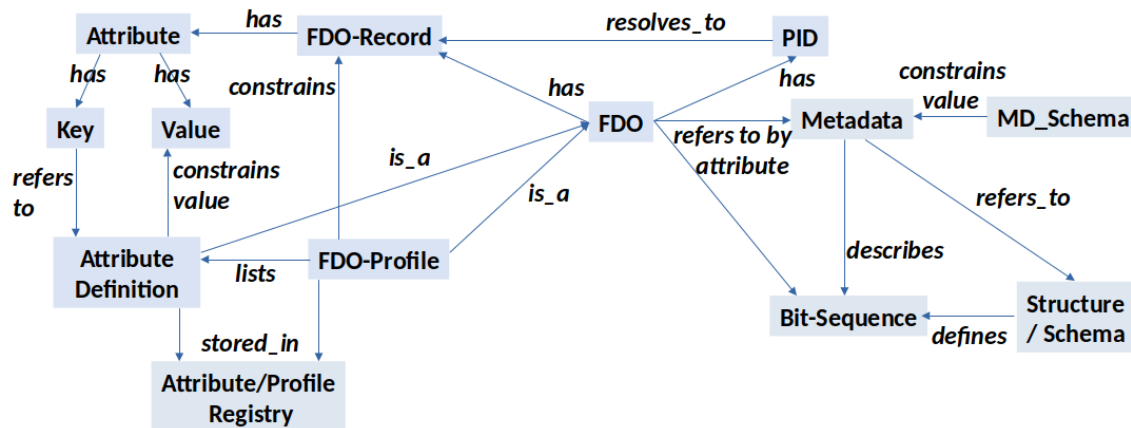 has
resolves_to
Attribute
FDO-Record
PID
has
has
constrains
has
has
constrains
value
Key
Value
FDO
refers to by
attribute
Metadata
MD_Schema
refers
to
constrains
value
is_a
is_a
refers_to
Attribute
Definition
lists
FDO-Profile
describes
Bit-Sequence
defines
Structure
/ Schema
stored_in
Attribute/Profile
Registry